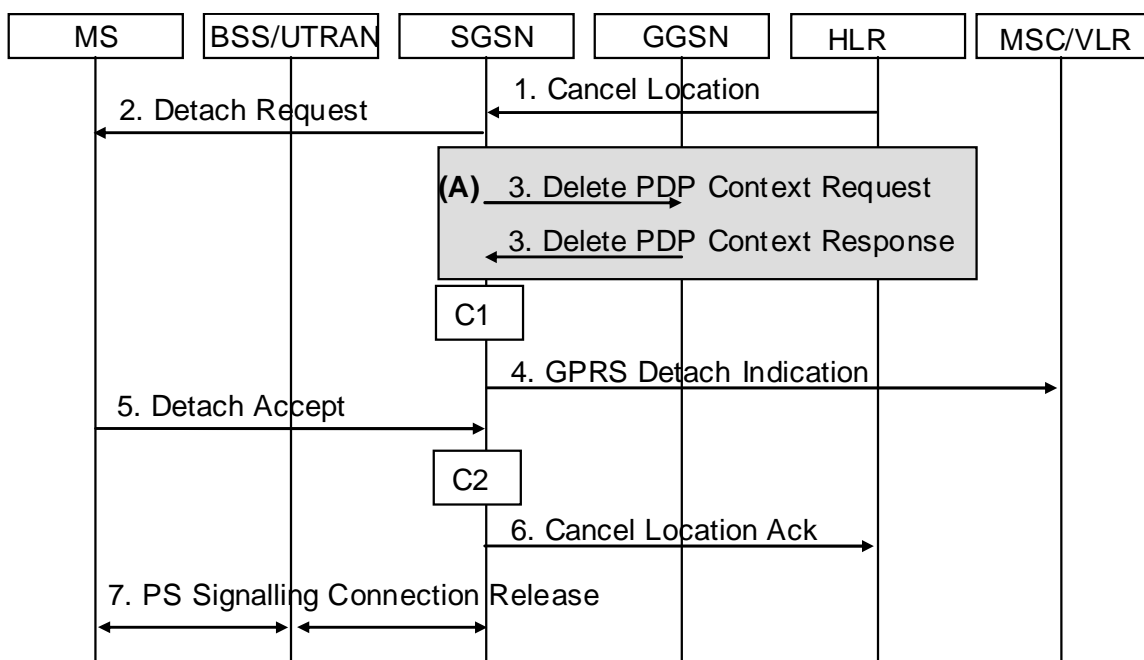 MS
BSS/UTRAN
SGSN
GGSN
HLR
MSC/VLR
1. Cancel Location
2. Detach Request
(A) 3. Delete PDP Context Request
3. Delete PDP Context Response
C1
4. GPRS Detach Indication
5. Detach Accept
C2
6. Cancel Location Ack
7. PS Signalling Connection Release